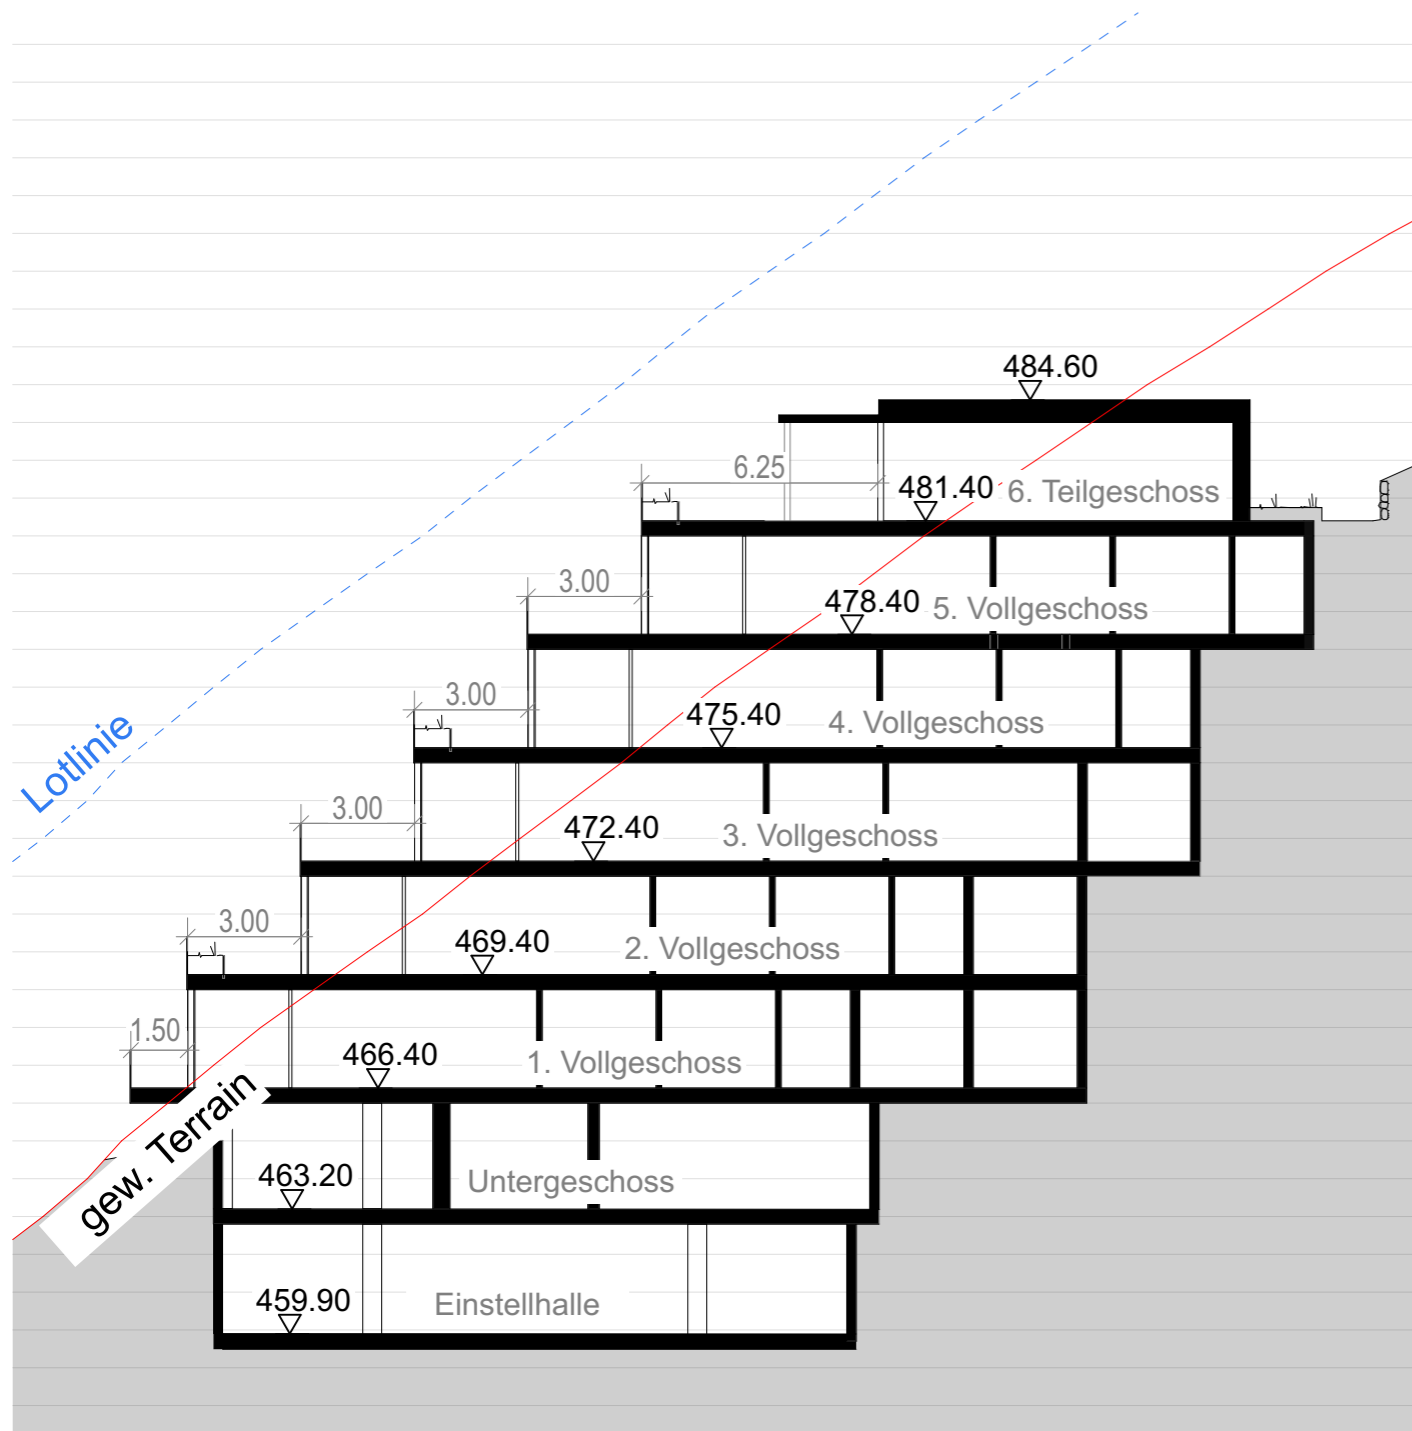 484.60
6.25
481.40
6. Teilgeschoss
3.00
478.40
5. Vollgeschoss
3.00
475.40
4. Vollgeschoss
Lotlinie
3.00
472.40
3. Vollgeschoss
3.00
469.40
2. Vollgeschoss
1.50
466.40
1. Vollgeschoss
gew. Terrain
463.20
Untergeschoss
459.90
Einstellhalle